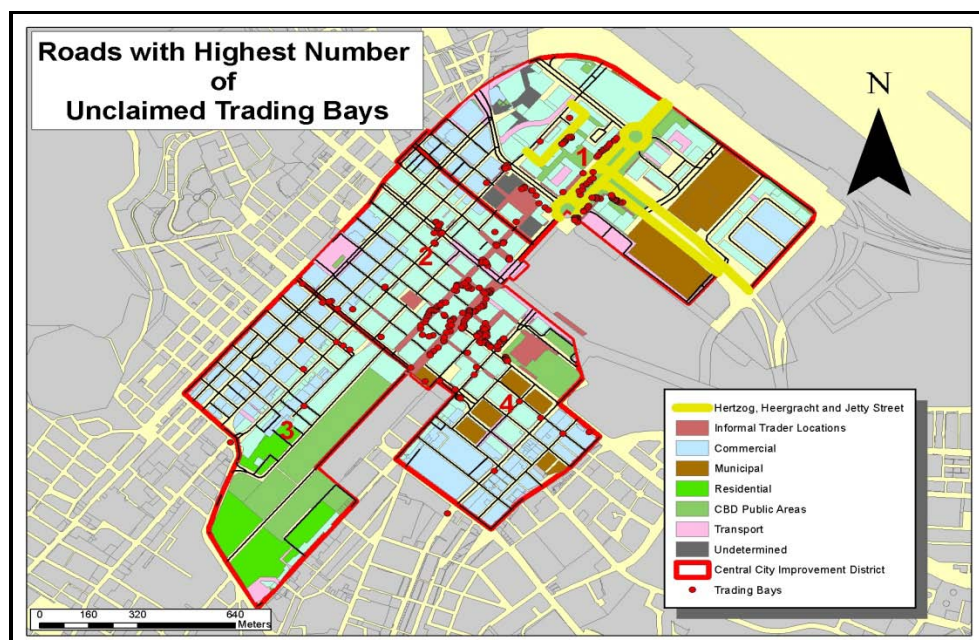 Roads with Highest Number
of
Unclaimed Trading Bays
N
1
2
3
4
Hertzog, Heergracht and Jetty Street
Informal Trader Locations
Commercial
Municipal
Residential
CBD Public Areas
Transport
Undetermined
Central City Improvement District
Trading Bays
0 160 320 640
Meters